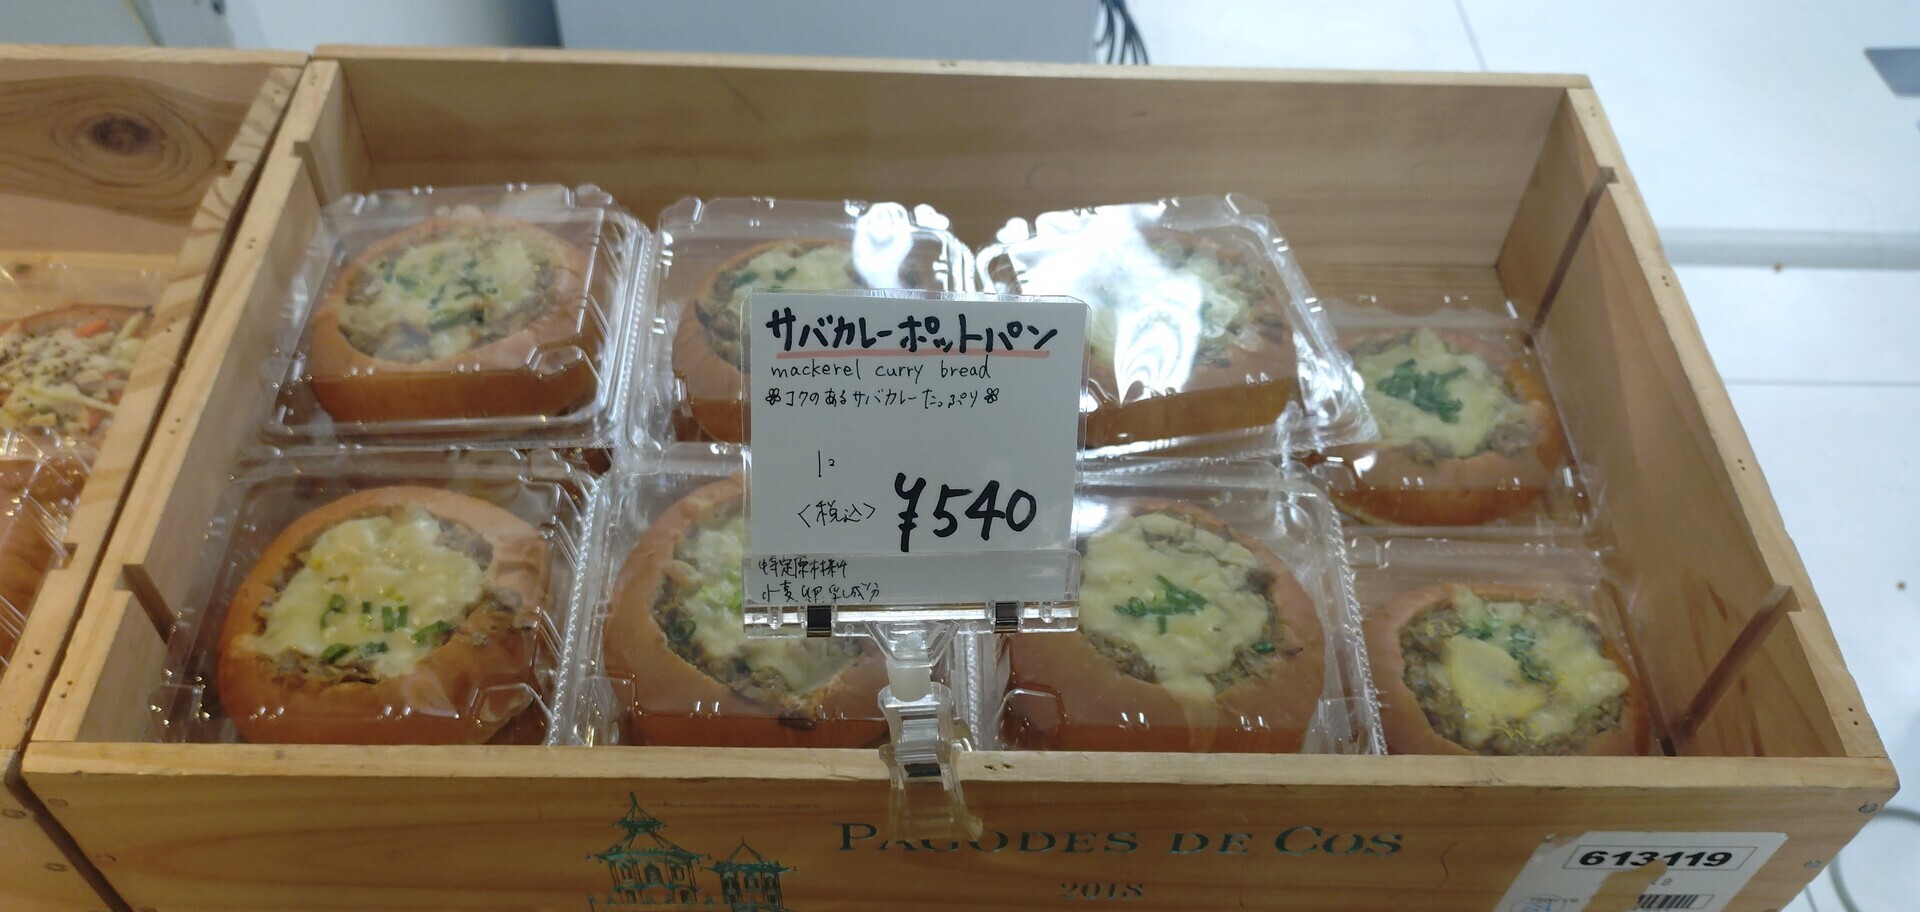 サバカレーポットパン
mackerel curry bread
コクのあるサバカレーたっぷり
1コ
〈税込〉 ¥540
特定原材料
小麦、卵、乳成分
PAGODES DE COS
2018
613119